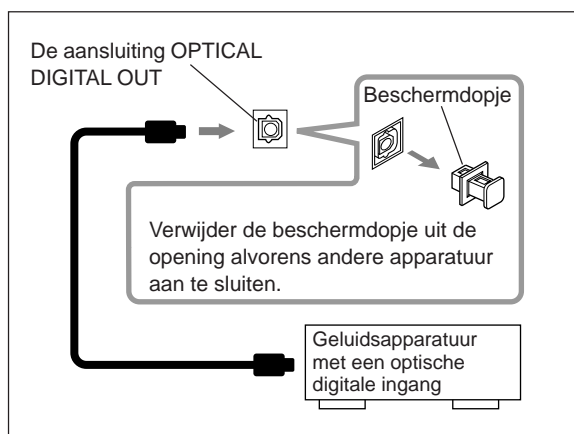 De aansluiting OPTICAL
DIGITAL OUT
Beschermdopje
Verwijder de beschermdopje uit de
opening alvorens andere apparatuur
aan te sluiten.
Geluidsapparatuur
met een optische
digitale ingang